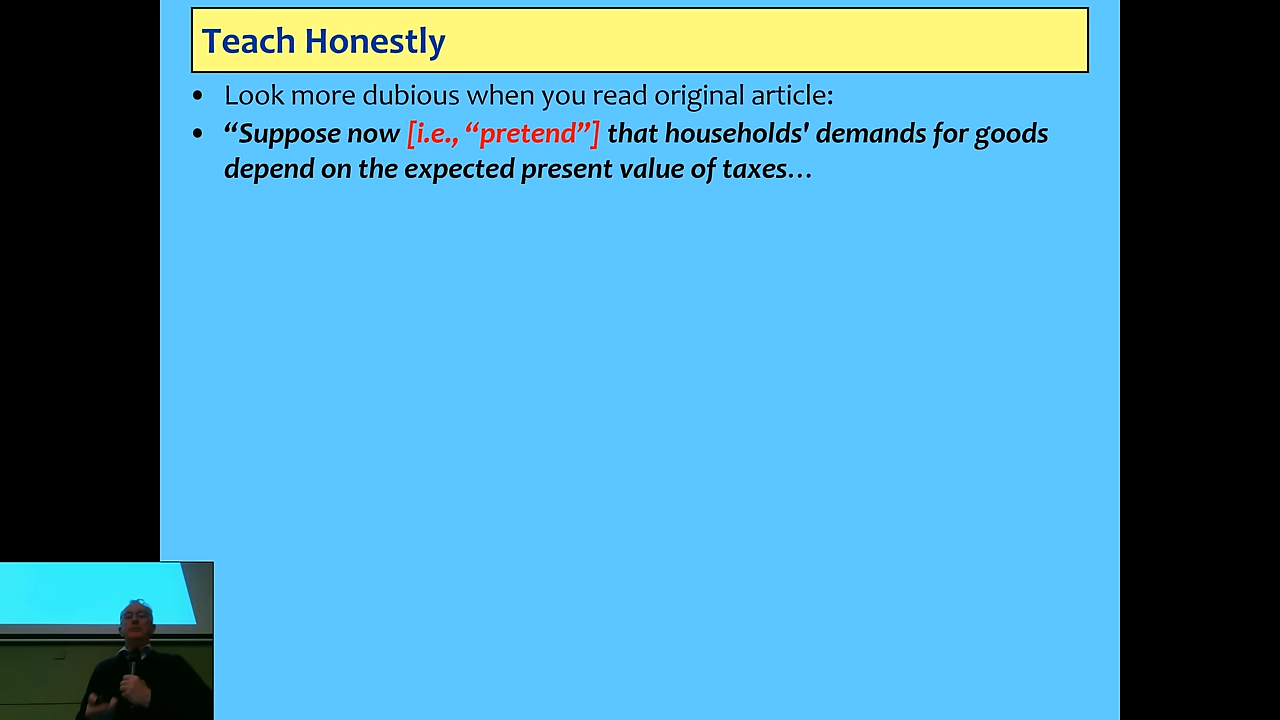 Teach Honestly
• Look more dubious when you read original article:
• “Suppose now [i.e., “pretend”] that households' demands for goods
depend on the expected present value of taxes…